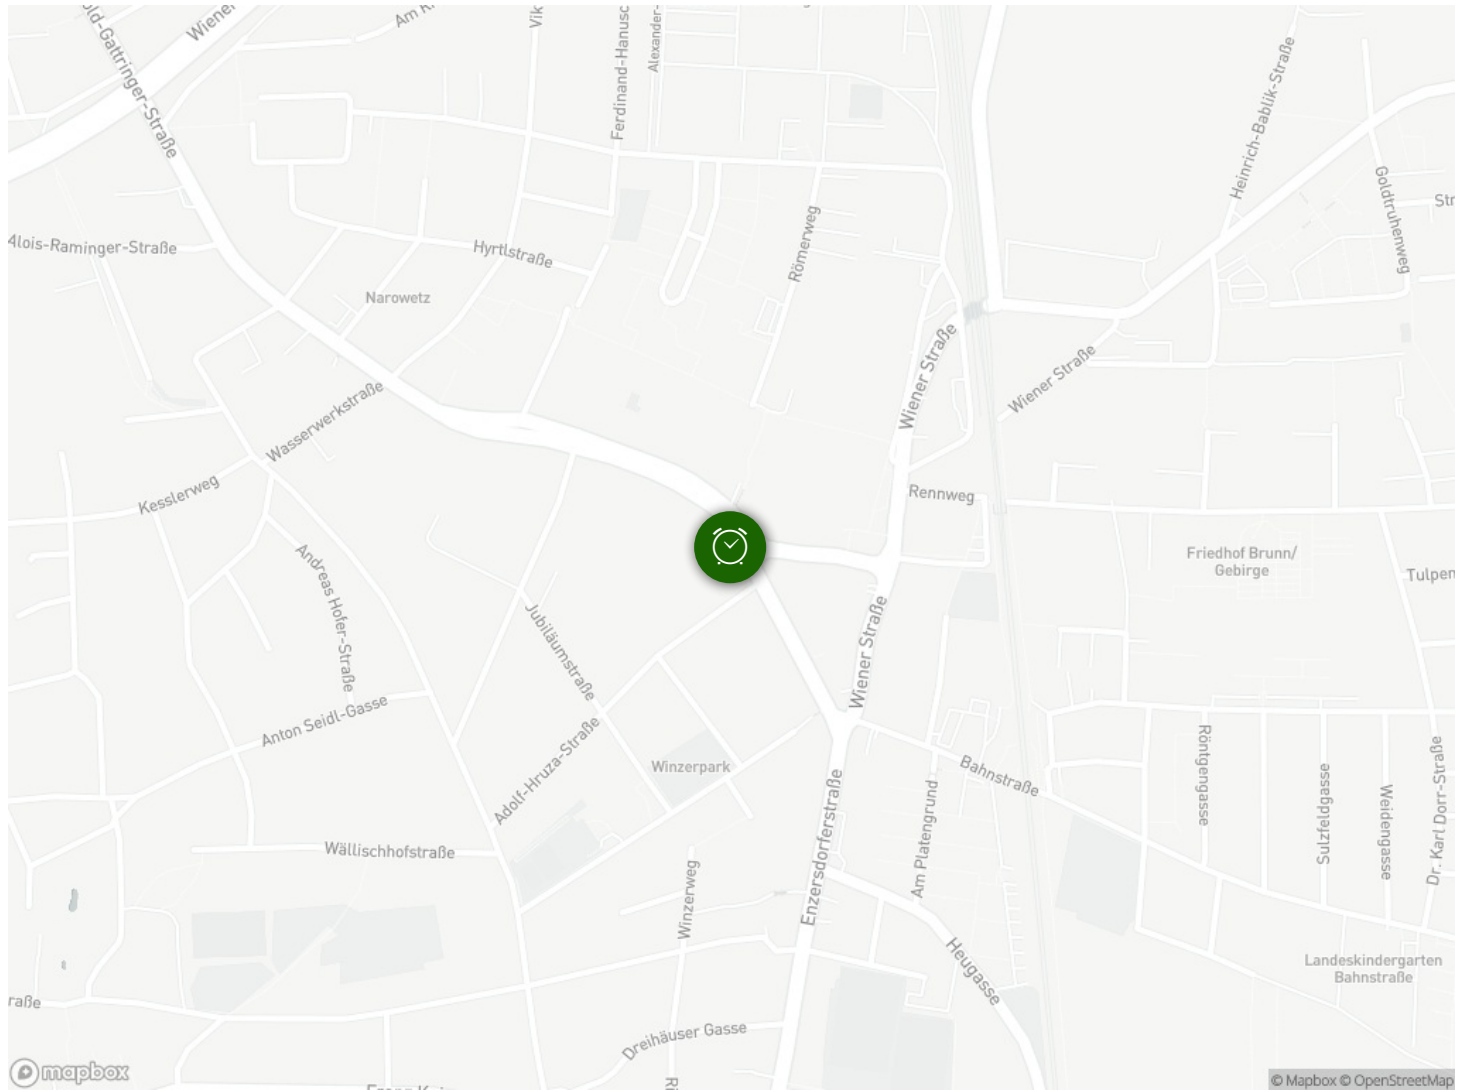 Wiener
Am
Vik
Ferdinand-Hanusc
Alexander-
old-Gattringer-Straße
Heinrich-Bablik-Straße
Goldtruhenweg
Str
Alois-Raminger-Straße
Hyrtlstraße
Römerweg
Narowetz
Wiener Straße
Wiener Straße
Wasserwerkstraße
Kesslerweg
Rennweg
Friedhof Brunn/
Gebirge
Tulpen
Andreas Hofer-Straße
Jubiläumstraße
Wiener Straße
Anton Seidl-Gasse
Adolf-Hruza-Straße
Winzerpark
Bahnstraße
Röntgengasse
Sulzfeldgasse
Weidengasse
Dr. Karl Dorr-Straße
Wällischhofstraße
Enzersdorferstraße
Am Platengrund
Winzerweg
Heugasse
Landeskindergarten
Bahnstraße
raße
Dreihäuser Gasse
mapbox
© Mapbox © OpenStreetMap